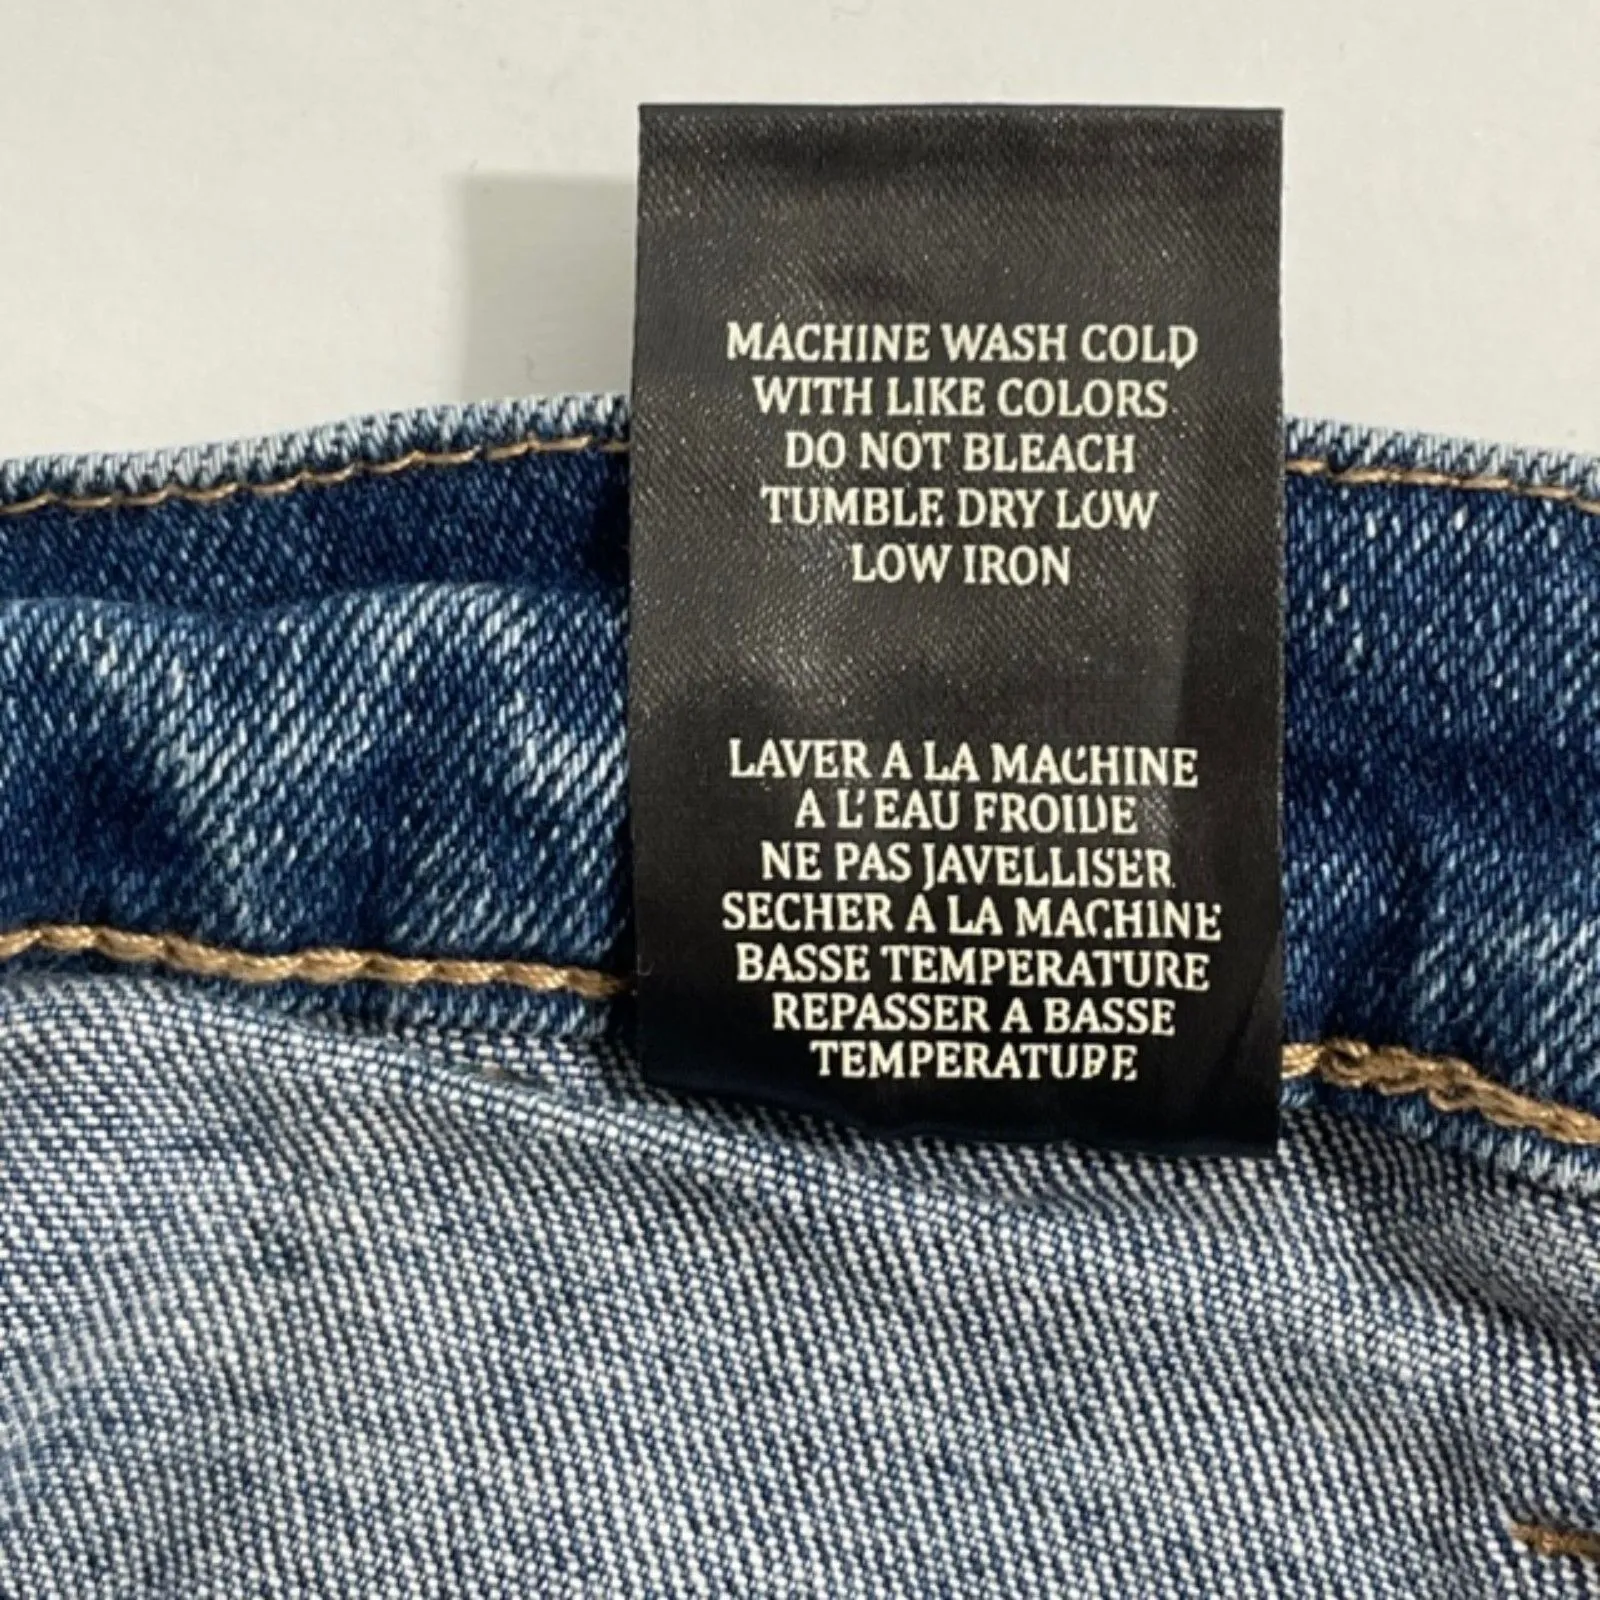 MACHINE WASH COLD
WITH LIKE COLORS
DO NOT BLEACH
TUMBLE DRY LOW
LOW IRON
LAVER A LA MACHINE
A L'EAU FROIDE
NE PAS JAVELLISER
SECHER A LA MACHINE
BASSE TEMPERATURE
REPASSER A BASSE
TEMPERATURE